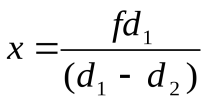 x = fd₁ / (d₁ - d₂)